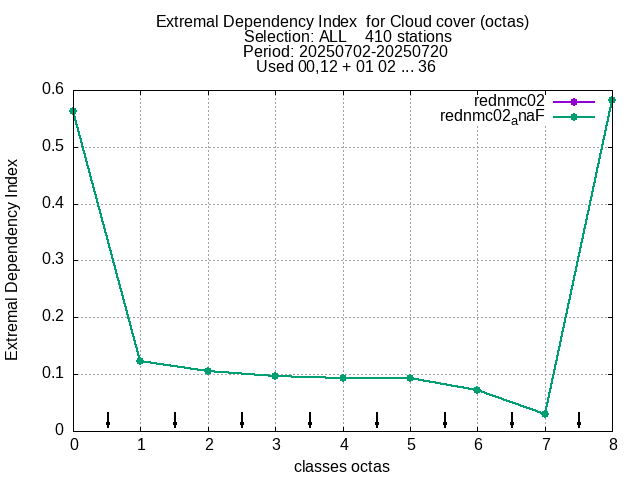 Extremal Dependency Index  for Cloud cover (octas)
Selection: ALL    410 stations
Period: 20250702-20250720
Used 00,12 + 01 02 ... 36
rednmc02
rednmc02anaF
Extremal Dependency Index
0.6
0.5
0.4
0.3
0.2
0.1
0
0 1 2 3 4 5 6 7 8
classes octas